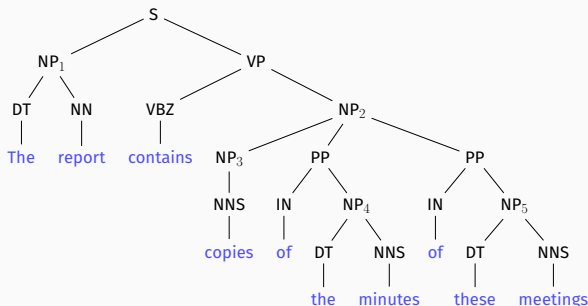 S
NP1 VP
DT NN VBZ NP2
The report contains NP3 PP PP
NNS IN NP4 IN NP5
copies of DT NNS of DT NNS
the minutes these meetings